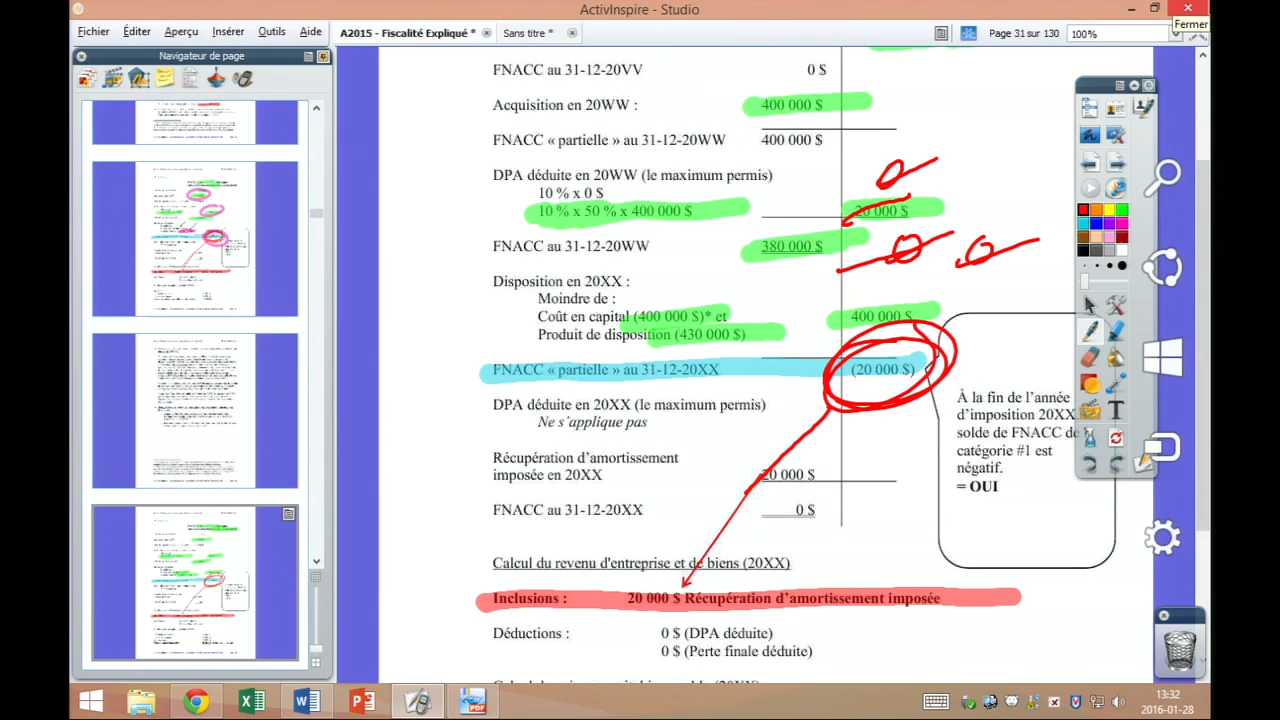 ActivInspire - Studio
Fermer
Fichier Éditer Aperçu Insérer Outils Aide
A2015 - Fiscalité Expliqué * Sans titre *
Page 31 sur 130 100%
Navigateur de page
FNACC au 31-12-20VV 0 $
Acquisition en 20WW : 400 000 $
FNACC « partielle » au 31-12-20WW 400 000 $
DPA déduite en 20WW (le maximum permis)
10 % x 0 $
10 % x 50 % x 400 000 $ 20 000 $
FNACC au 31-12-20WW 380 000 $
Disposition en 20XX :
Moindre de :
Coût en capital (400 000 $)* et 400 000 $
Produit de disposition (430 000 $)
FNACC « partielle » au 31-12-20XX (20 000 $)
DPA déduite en 20XX (le maximum permis)
Ne s'applique pas
Récupération d'amortissement
imposée en 20XX 20 000 $
FNACC au 31-12-20XX 0 $
À la fin de l'année
d'imposition 20XX
solde de FNACC de
catégorie #1 est
négatif.
= OUI
Calcul du revenu d'entreprise et de biens (20XX)
Inclusions : 20 000 $ Récupération d'amortissement imposée
Déductions : 0 $ (DPA déduite)
0 $ (Perte finale déduite)
13:32
2016-01-28